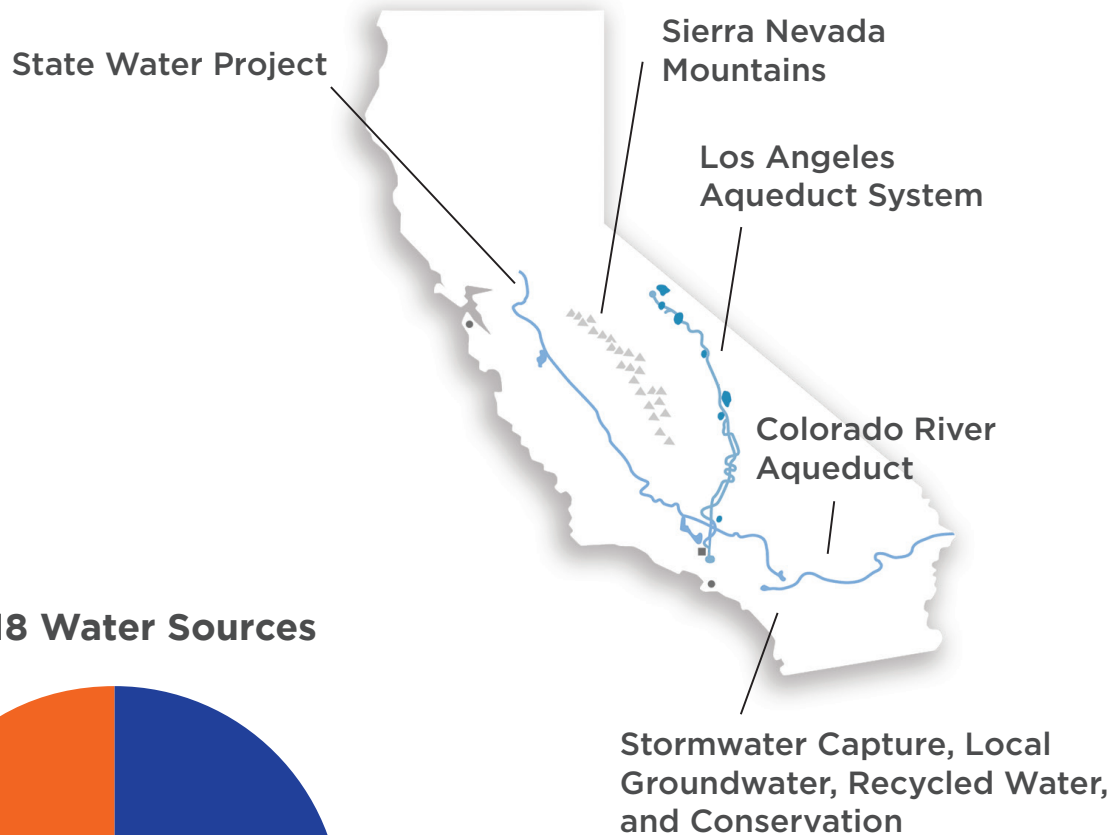 State Water Project
Sierra Nevada
Mountains
Los Angeles
Aqueduct System
Colorado River
Aqueduct
18 Water Sources
Stormwater Capture, Local
Groundwater, Recycled Water,
and Conservation